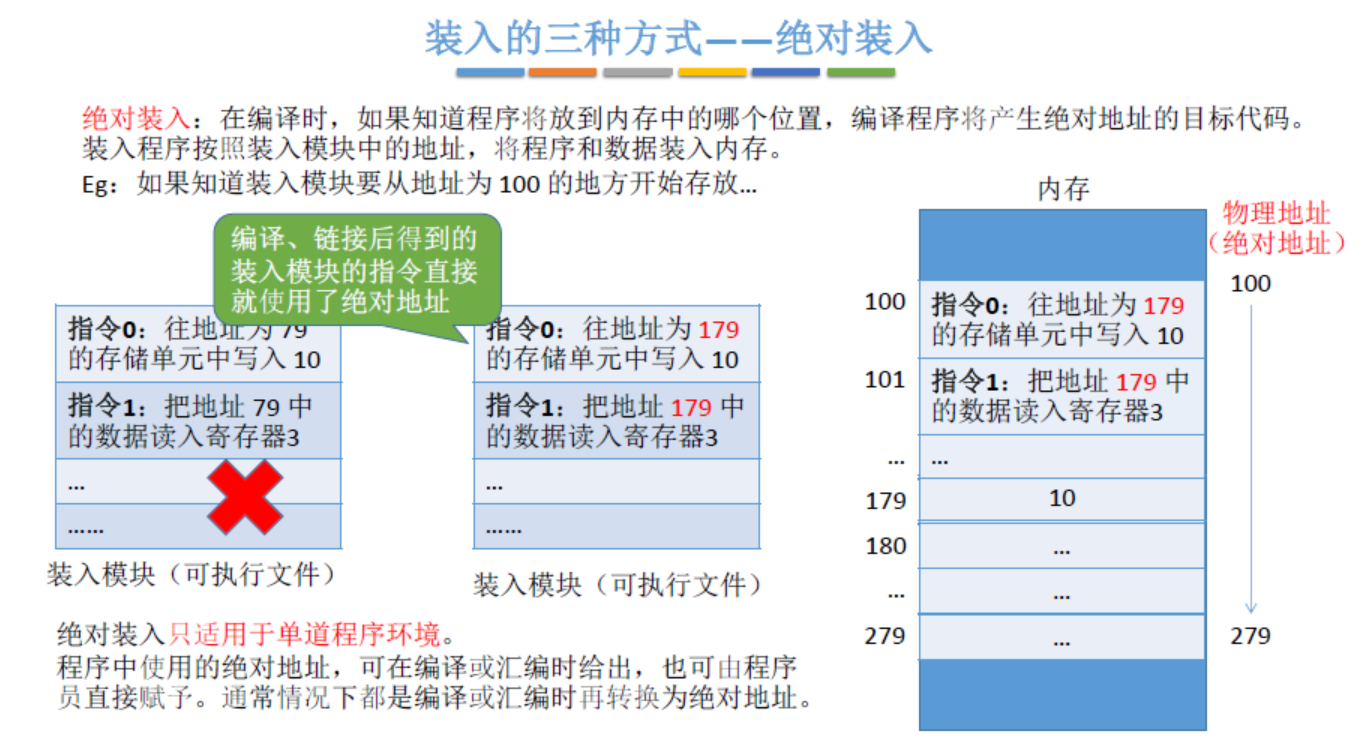 装入的三种方式——绝对装入
绝对装入：在编译时，如果知道程序将放到内存中的哪个位置，编译程序将产生绝对地址的目标代码。
装入程序按照装入模块中的地址，将程序和数据装入内存。
Eg：如果知道装入模块要从地址为 100 的地方开始存放...
编译、链接后得到的
装入模块的指令直接
就使用了绝对地址
指令0：往地址为 79
的存储单元中写入 10
指令1：把地址 79 中
的数据读入寄存器3
...
......
装入模块（可执行文件）
指令0：往地址为 179
的存储单元中写入 10
指令1：把地址 179 中
的数据读入寄存器3
...
......
装入模块（可执行文件）
内存
物理地址
（绝对地址）
100
100
指令0：往地址为 179
的存储单元中写入 10
101
指令1：把地址 179 中
的数据读入寄存器3
...
...
179
10
180
...
...
...
279
...
279
绝对装入只适用于单道程序环境。
程序中使用的绝对地址，可在编译或汇编时给出，也可由程序
员直接赋予。通常情况下都是编译或汇编时再转换为绝对地址。